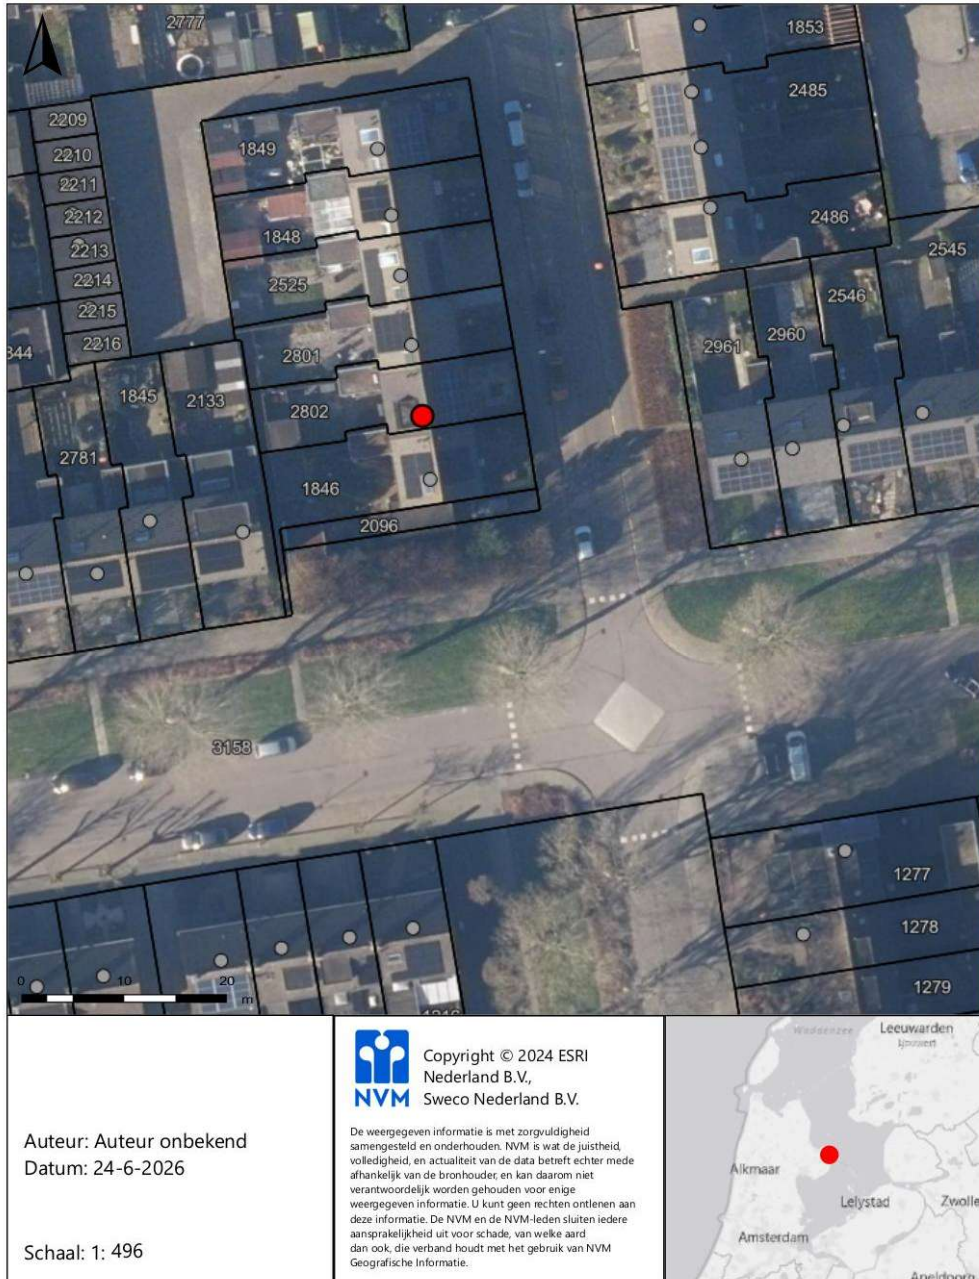 2777
1853
2485
2209
1849
2210
2211
2212
2486
1848
2213
2545
2214
2525
2546
2215
2960
2216
2961
344
2801
1845
2133
2802
2781
1846
2096
3158
1277
1278
1279
0 10 20 m
Auteur: Auteur onbekend
Datum: 24-6-2026
Schaal: 1: 496
NVM
Copyright © 2024 ESRI
Nederland B.V.,
Sweco Nederland B.V.
De weergegeven informatie is met zorgvuldigheid
samengesteld en onderhouden. NVM is wat de juistheid,
volledigheid, en actualiteit van de data betreft echter mede
afhankelijk van de bronhouder, en kan daarom niet
verantwoordelijk worden gehouden voor enige
weergegeven informatie. U kunt geen rechten ontlenen aan
deze informatie. De NVM en de NVM-leden sluiten iedere
aansprakelijkheid uit voor schade, van welke aard
dan ook, die verband houdt met het gebruik van NVM
Geografische Informatie.
Waddenzee
Leeuwarden
Alkmaar
Lelystad
Zwolle
Amsterdam
Apeldoorn